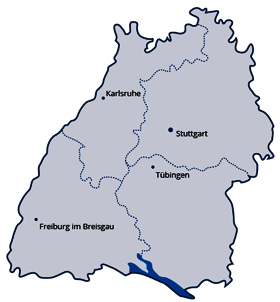 Karlsruhe
Stuttgart
Tübingen
Freiburg im Breisgau